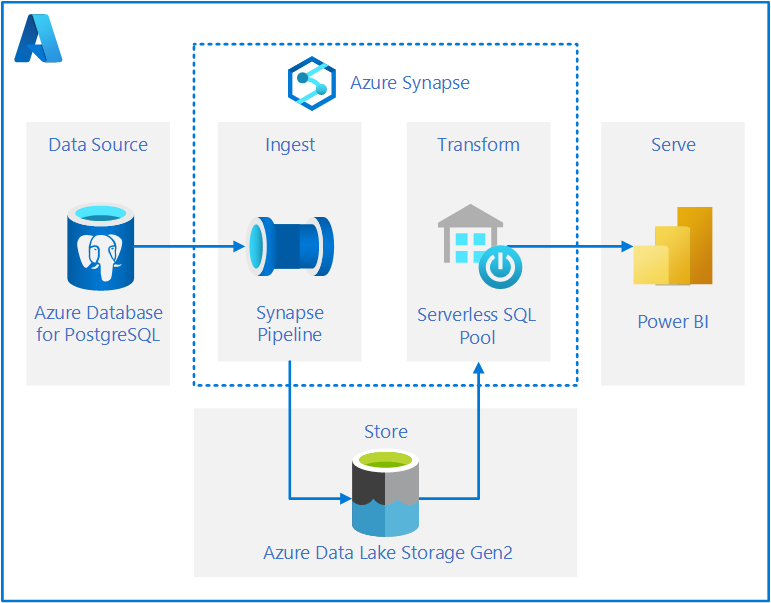 Azure Synapse
Data Source
Ingest
Transform
Serve
Azure Database
for PostgreSQL
Synapse
Pipeline
Serverless SQL
Pool
Power BI
Store
Azure Data Lake Storage Gen2